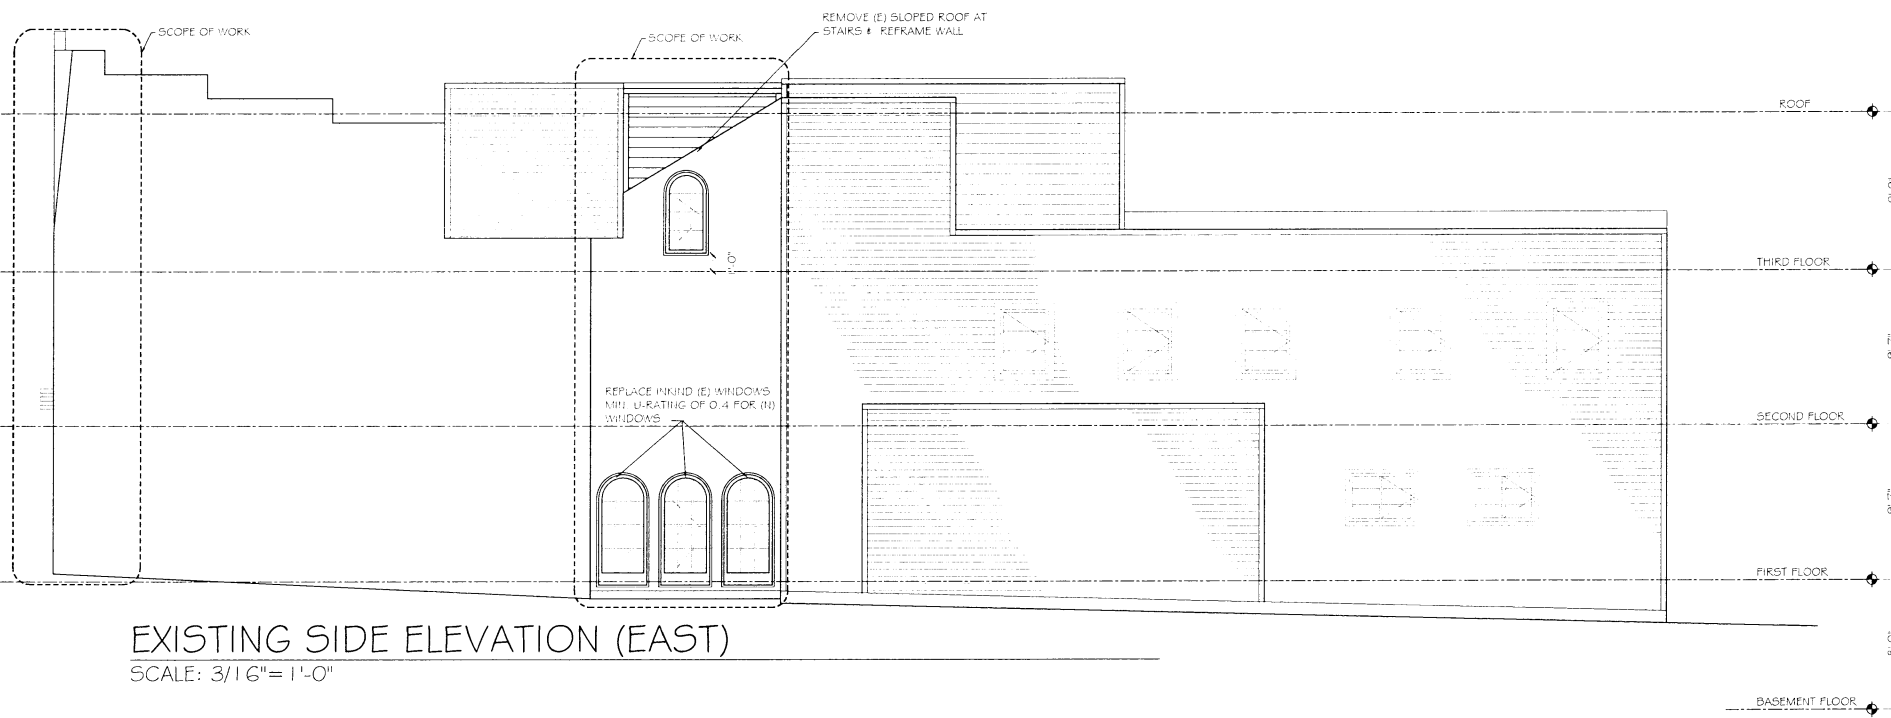 REMOVE (E) SLOPED ROOF AT
STAIRS & REFRAME WALL
SCOPE OF WORK
SCOPE OF WORK
ROOF
THIRD FLOOR
1'-0"
REPLACE INKIND (E) WINDOWS
MIN. U-RATING OF 0.4 FOR (N)
WINDOWS
SECOND FLOOR
FIRST FLOOR
EXISTING SIDE ELEVATION (EAST)
SCALE: 3/16"=1'-0"
BASEMENT FLOOR